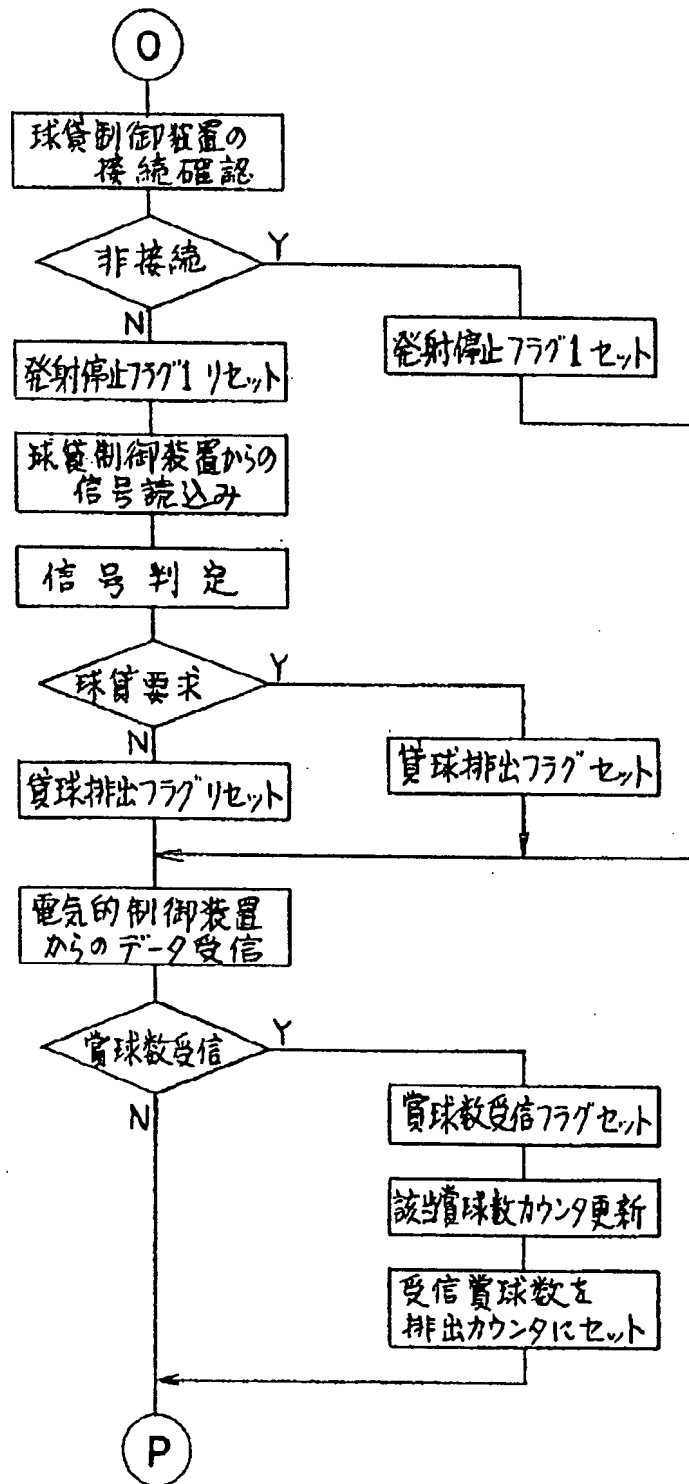 O
球貸制御装置の
接続確認
非接続
Y
N
発射停止フラグ1 リセット
発射停止フラグ1 セット
球貸制御装置からの
信号読込み
信号判定
球貸要求
Y
N
貸球排出フラグリセット
貸球排出フラグセット
電気的制御装置
からのデータ受信
賞球数受信
Y
N
賞球数受信フラグセット
該当賞球数カウンタ更新
受信賞球数を
排出カウンタにセット
P